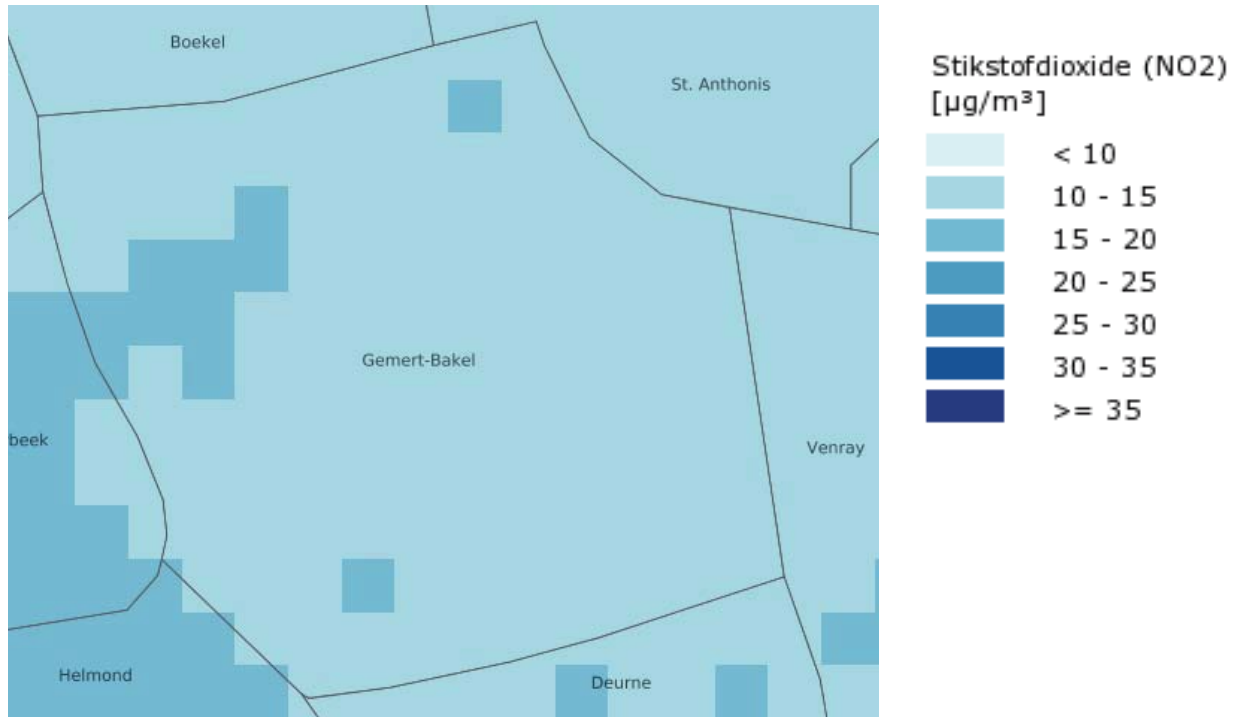 Boekel
St. Anthonis
Gemert-Bakel
beek
Venray
Helmond
Deurne
Stikstofdioxide (NO2)
[µg/m³]
< 10
10 - 15
15 - 20
20 - 25
25 - 30
30 - 35
>= 35